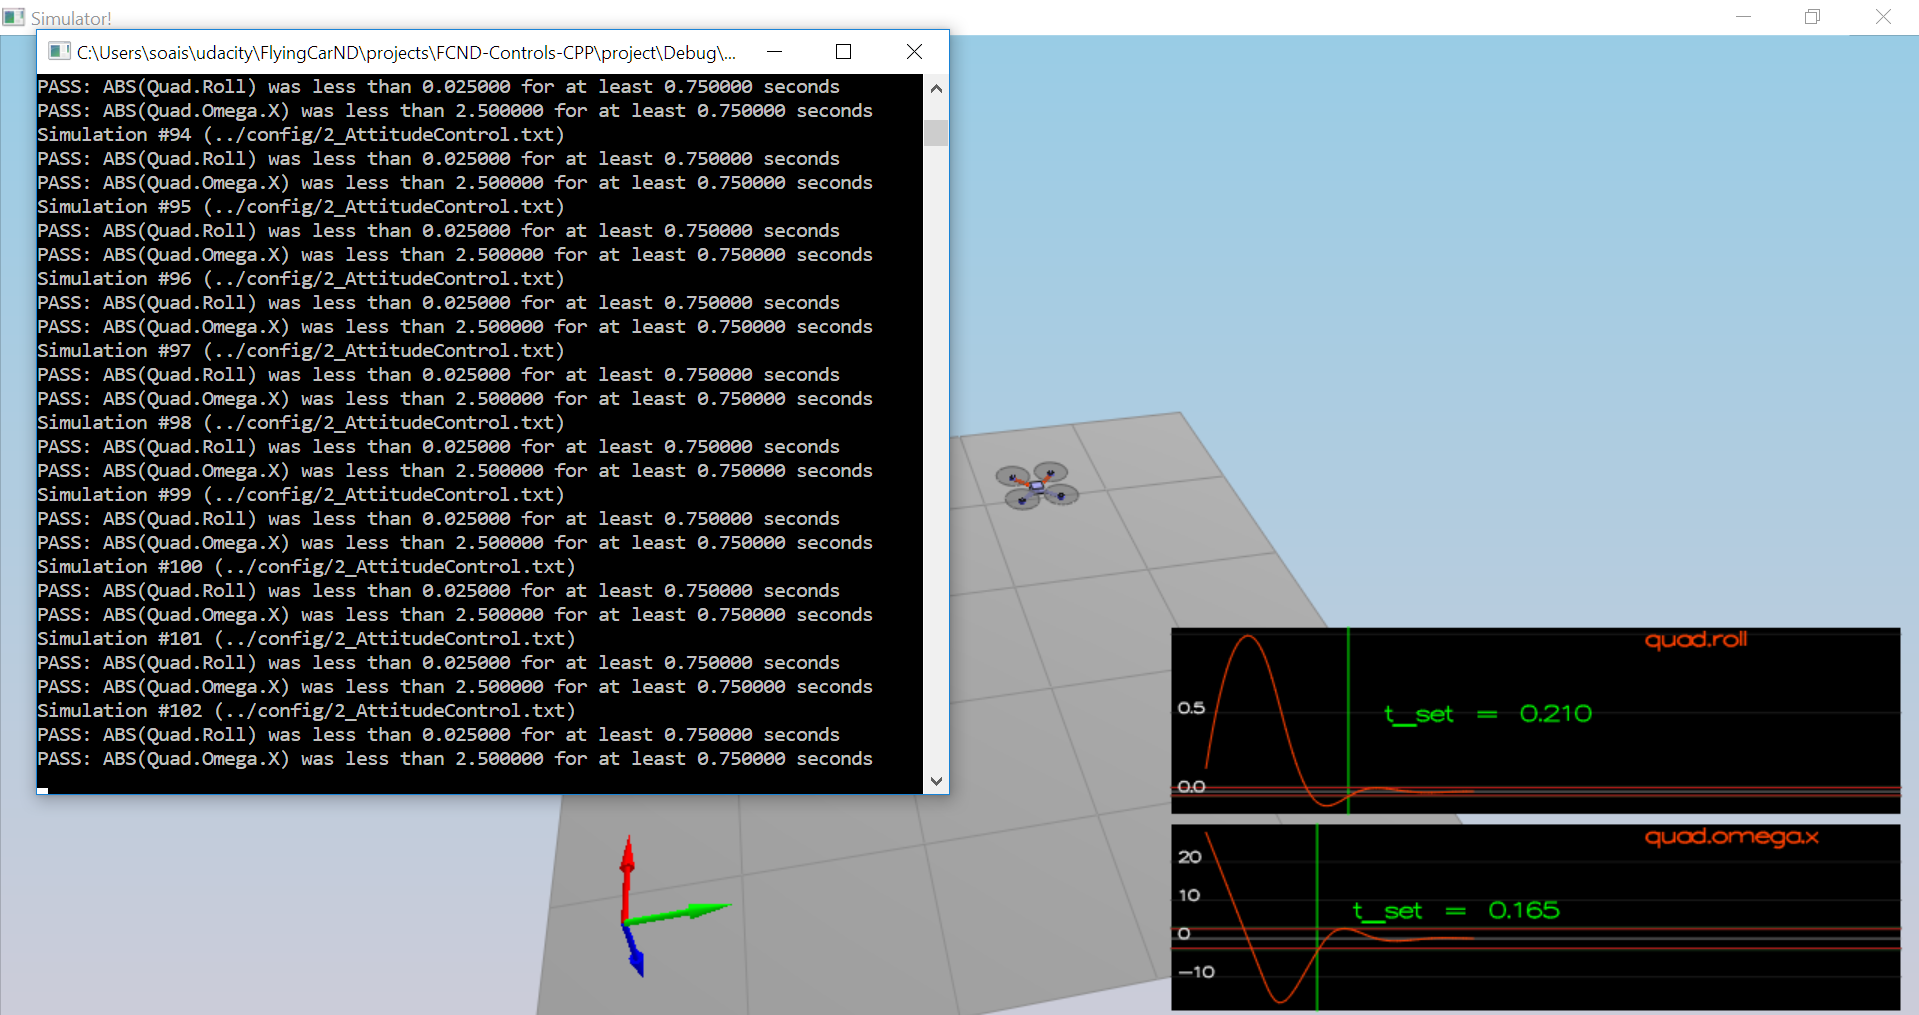 Simulator!
C:\Users\soais\udacity\FlyingCarND\projects\FCND-Controls-CPP\project\Debug\...
PASS: ABS(Quad.Roll) was less than 0.025000 for at least 0.750000 seconds
PASS: ABS(Quad.Omega.X) was less than 2.500000 for at least 0.750000 seconds
Simulation #94 (../config/2_AttitudeControl.txt)
PASS: ABS(Quad.Roll) was less than 0.025000 for at least 0.750000 seconds
PASS: ABS(Quad.Omega.X) was less than 2.500000 for at least 0.750000 seconds
Simulation #95 (../config/2_AttitudeControl.txt)
PASS: ABS(Quad.Roll) was less than 0.025000 for at least 0.750000 seconds
PASS: ABS(Quad.Omega.X) was less than 2.500000 for at least 0.750000 seconds
Simulation #96 (../config/2_AttitudeControl.txt)
PASS: ABS(Quad.Roll) was less than 0.025000 for at least 0.750000 seconds
PASS: ABS(Quad.Omega.X) was less than 2.500000 for at least 0.750000 seconds
Simulation #97 (../config/2_AttitudeControl.txt)
PASS: ABS(Quad.Roll) was less than 0.025000 for at least 0.750000 seconds
PASS: ABS(Quad.Omega.X) was less than 2.500000 for at least 0.750000 seconds
Simulation #98 (../config/2_AttitudeControl.txt)
PASS: ABS(Quad.Roll) was less than 0.025000 for at least 0.750000 seconds
PASS: ABS(Quad.Omega.X) was less than 2.500000 for at least 0.750000 seconds
Simulation #99 (../config/2_AttitudeControl.txt)
PASS: ABS(Quad.Roll) was less than 0.025000 for at least 0.750000 seconds
PASS: ABS(Quad.Omega.X) was less than 2.500000 for at least 0.750000 seconds
Simulation #100 (../config/2_AttitudeControl.txt)
PASS: ABS(Quad.Roll) was less than 0.025000 for at least 0.750000 seconds
PASS: ABS(Quad.Omega.X) was less than 2.500000 for at least 0.750000 seconds
Simulation #101 (../config/2_AttitudeControl.txt)
PASS: ABS(Quad.Roll) was less than 0.025000 for at least 0.750000 seconds
PASS: ABS(Quad.Omega.X) was less than 2.500000 for at least 0.750000 seconds
Simulation #102 (../config/2_AttitudeControl.txt)
PASS: ABS(Quad.Roll) was less than 0.025000 for at least 0.750000 seconds
PASS: ABS(Quad.Omega.X) was less than 2.500000 for at least 0.750000 seconds
quad.roll
0.5
t_set = 0.210
0.0
quad.omega.x
20
10
t_set = 0.165
0
-10